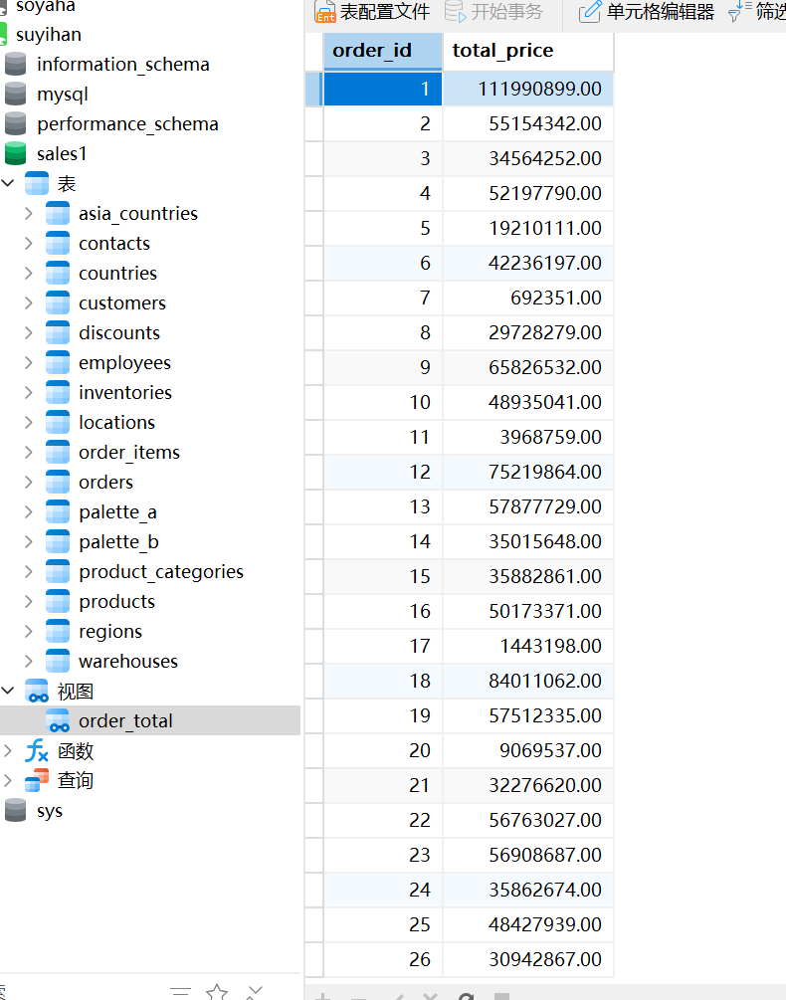 soyaha
suyihan
information_schema
mysql
performance_schema
sales1
表
asia_countries
contacts
countries
customers
discounts
employees
inventories
locations
order_items
orders
palette_a
palette_b
product_categories
products
regions
warehouses
视图
order_total
fx 函数
查询
sys
Ent 表配置文件 开始事务 单元格编辑器 筛选
order_id total_price
1 111990899.00
2 55154342.00
3 34564252.00
4 52197790.00
5 19210111.00
6 42236197.00
7 692351.00
8 29728279.00
9 65826532.00
10 48935041.00
11 3968759.00
12 75219864.00
13 57877729.00
14 35015648.00
15 35882861.00
16 50173371.00
17 1443198.00
18 84011062.00
19 57512335.00
20 9069537.00
21 32276620.00
22 56763027.00
23 56908687.00
24 35862674.00
25 48427939.00
26 30942867.00